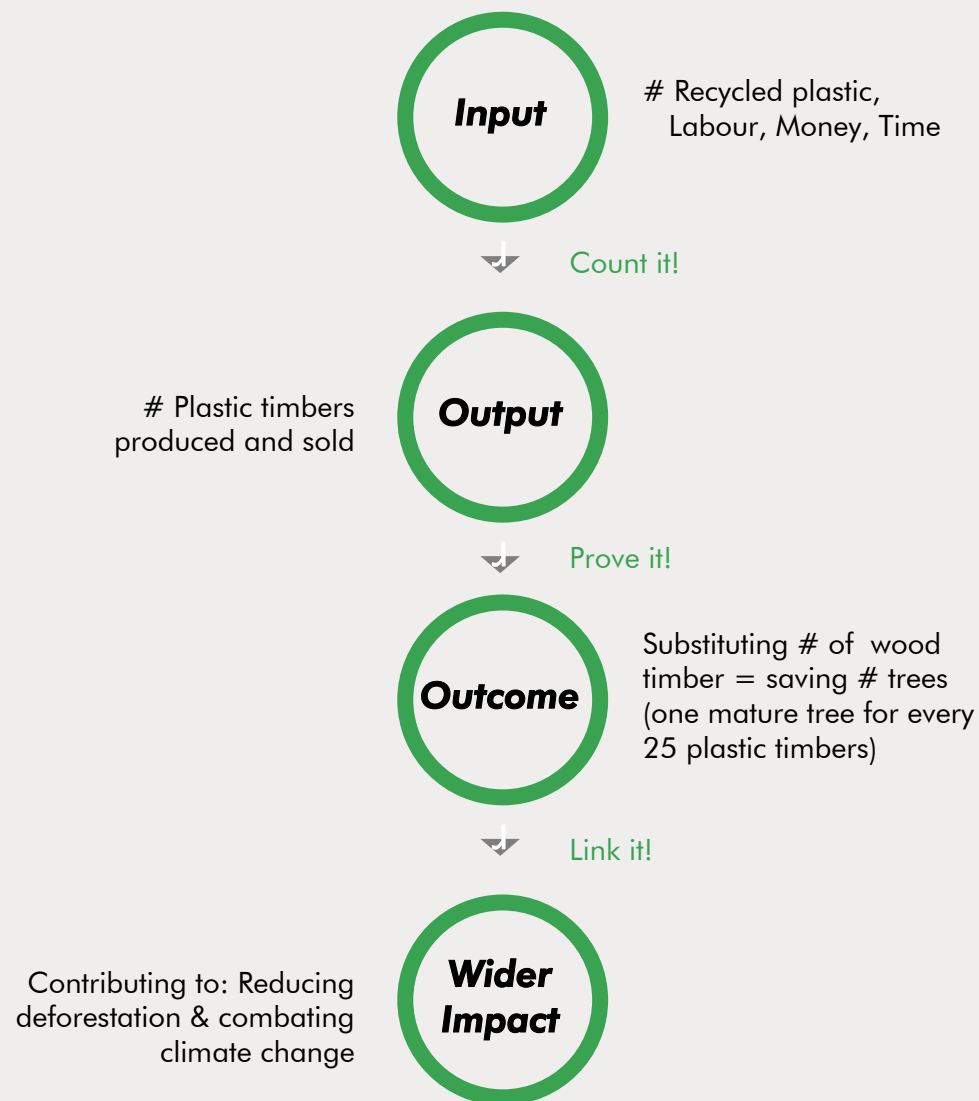 Input
# Recycled plastic,
Labour, Money, Time
Count it!
# Plastic timbers
produced and sold
Output
Prove it!
Outcome
Substituting # of wood
timber = saving # trees
(one mature tree for every
25 plastic timbers)
Link it!
Contributing to: Reducing
deforestation & combating
climate change
Wider
Impact